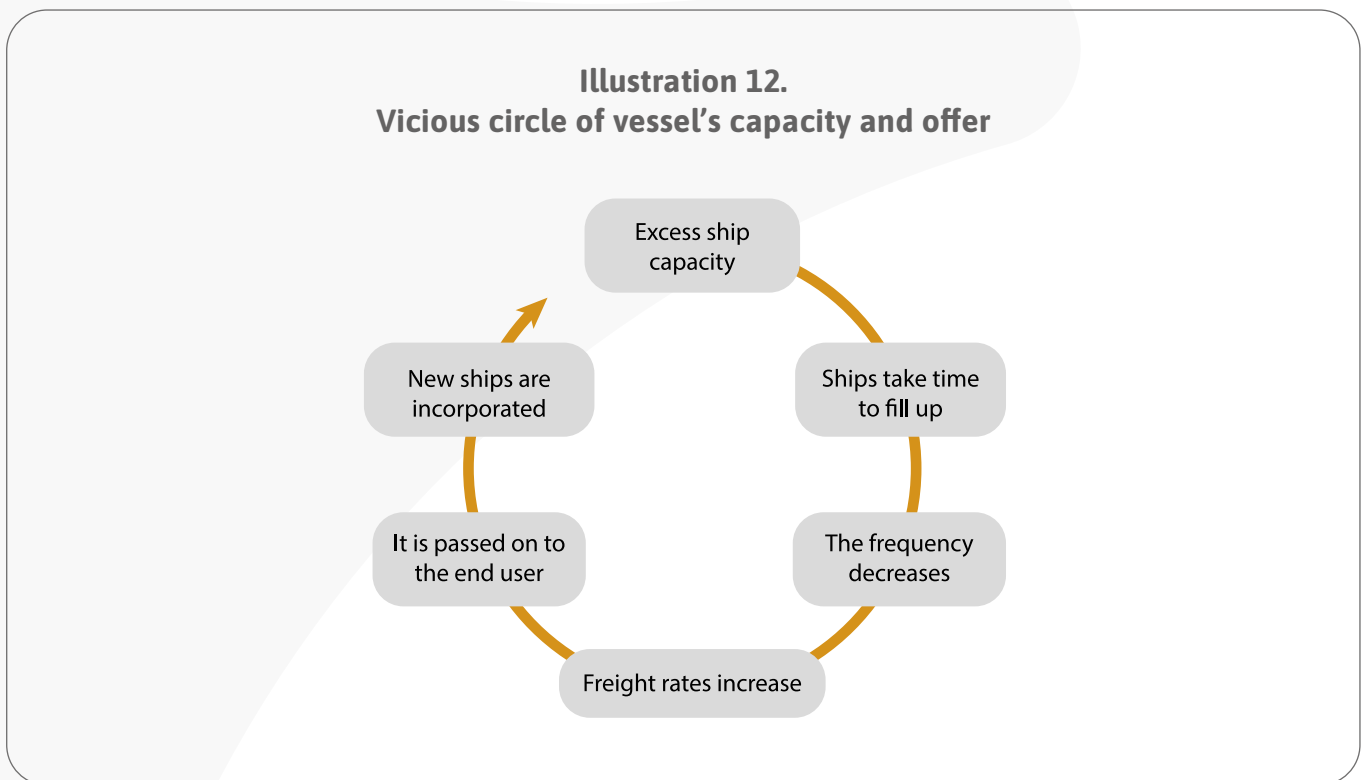 Illustration 12.
Vicious circle of vessel's capacity and offer
Excess ship
capacity
Ships take time
to fill up
The frequency
decreases
Freight rates increase
It is passed on to
the end user
New ships are
incorporated